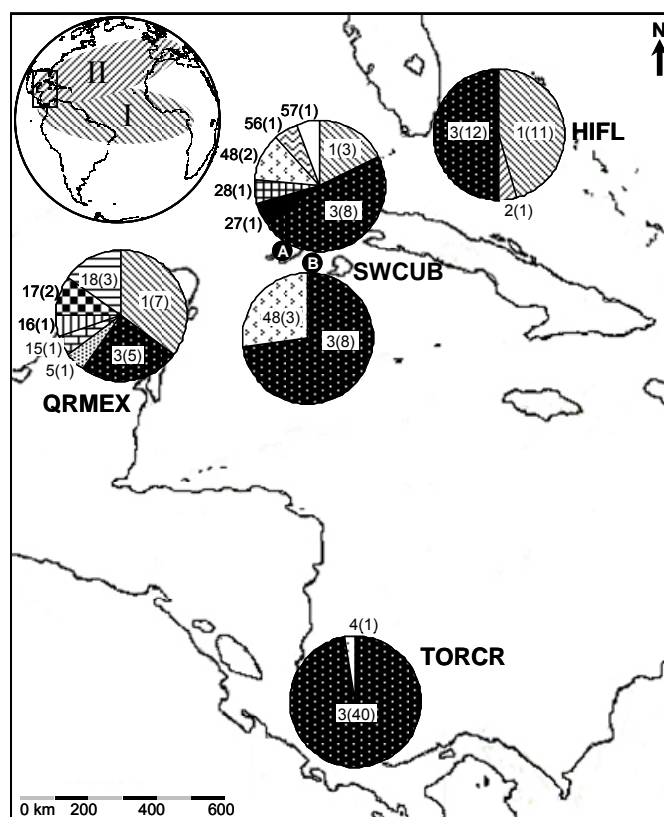 N
II
I
57(1)
56(1)
48(2)
28(1)
27(1)
1(3)
3(8)
3(12)
1(11)
2(1)
HIFL
A
B
SWCUB
48(3)
3(8)
18(3)
1(7)
17(2)
16(1)
15(1)
5(1)
3(5)
QRMEX
4(1)
3(40)
TORCR
0 km 200 400 600